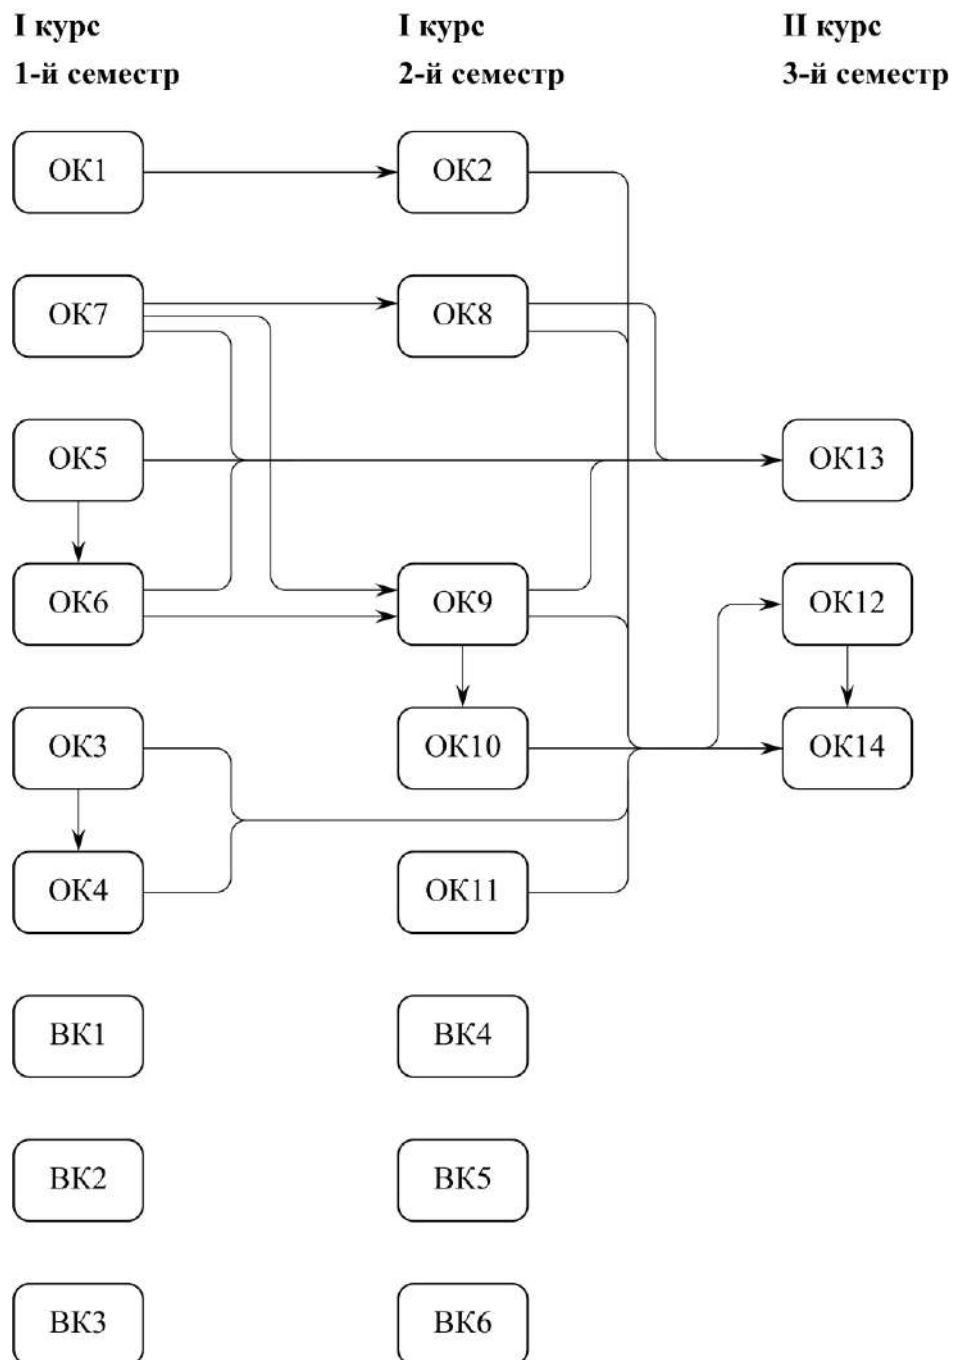 І курс
1-й семестр
І курс
2-й семестр
ІІ курс
3-й семестр
ОК1
ОК2
ОК7
ОК8
ОК5
ОК13
ОК6
ОК9
ОК12
ОК3
ОК10
ОК14
ОК4
ОК11
ВК1
ВК4
ВК2
ВК5
ВК3
ВК6